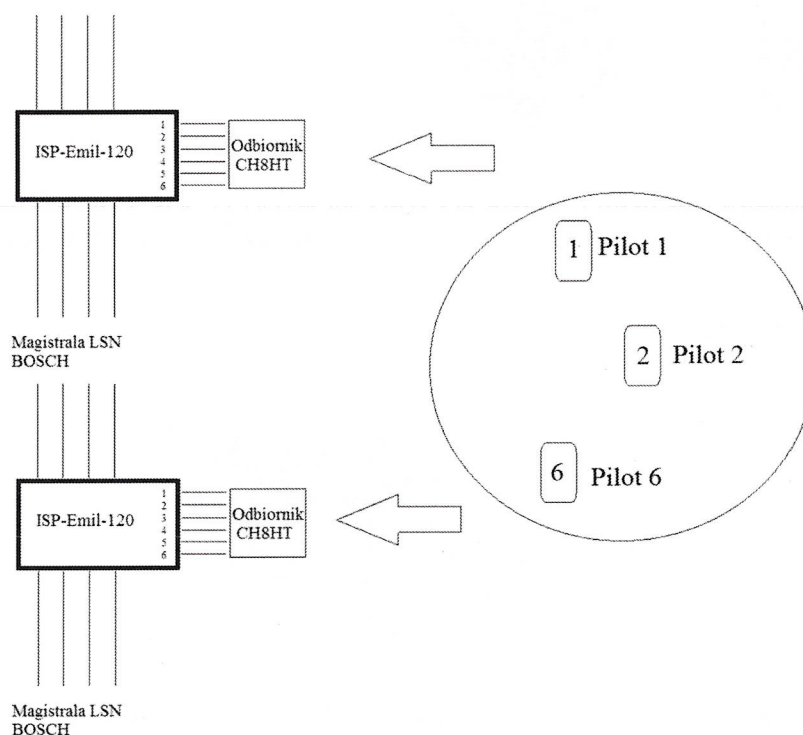 ISP-Emil-120
1
2
3
4
5
6
Odbiornik
CH8HT
Magistrala LSN
BOSCH
1 Pilot 1
2 Pilot 2
6 Pilot 6
ISP-Emil-120
1
2
3
4
5
6
Odbiornik
CH8HT
Magistrala LSN
BOSCH